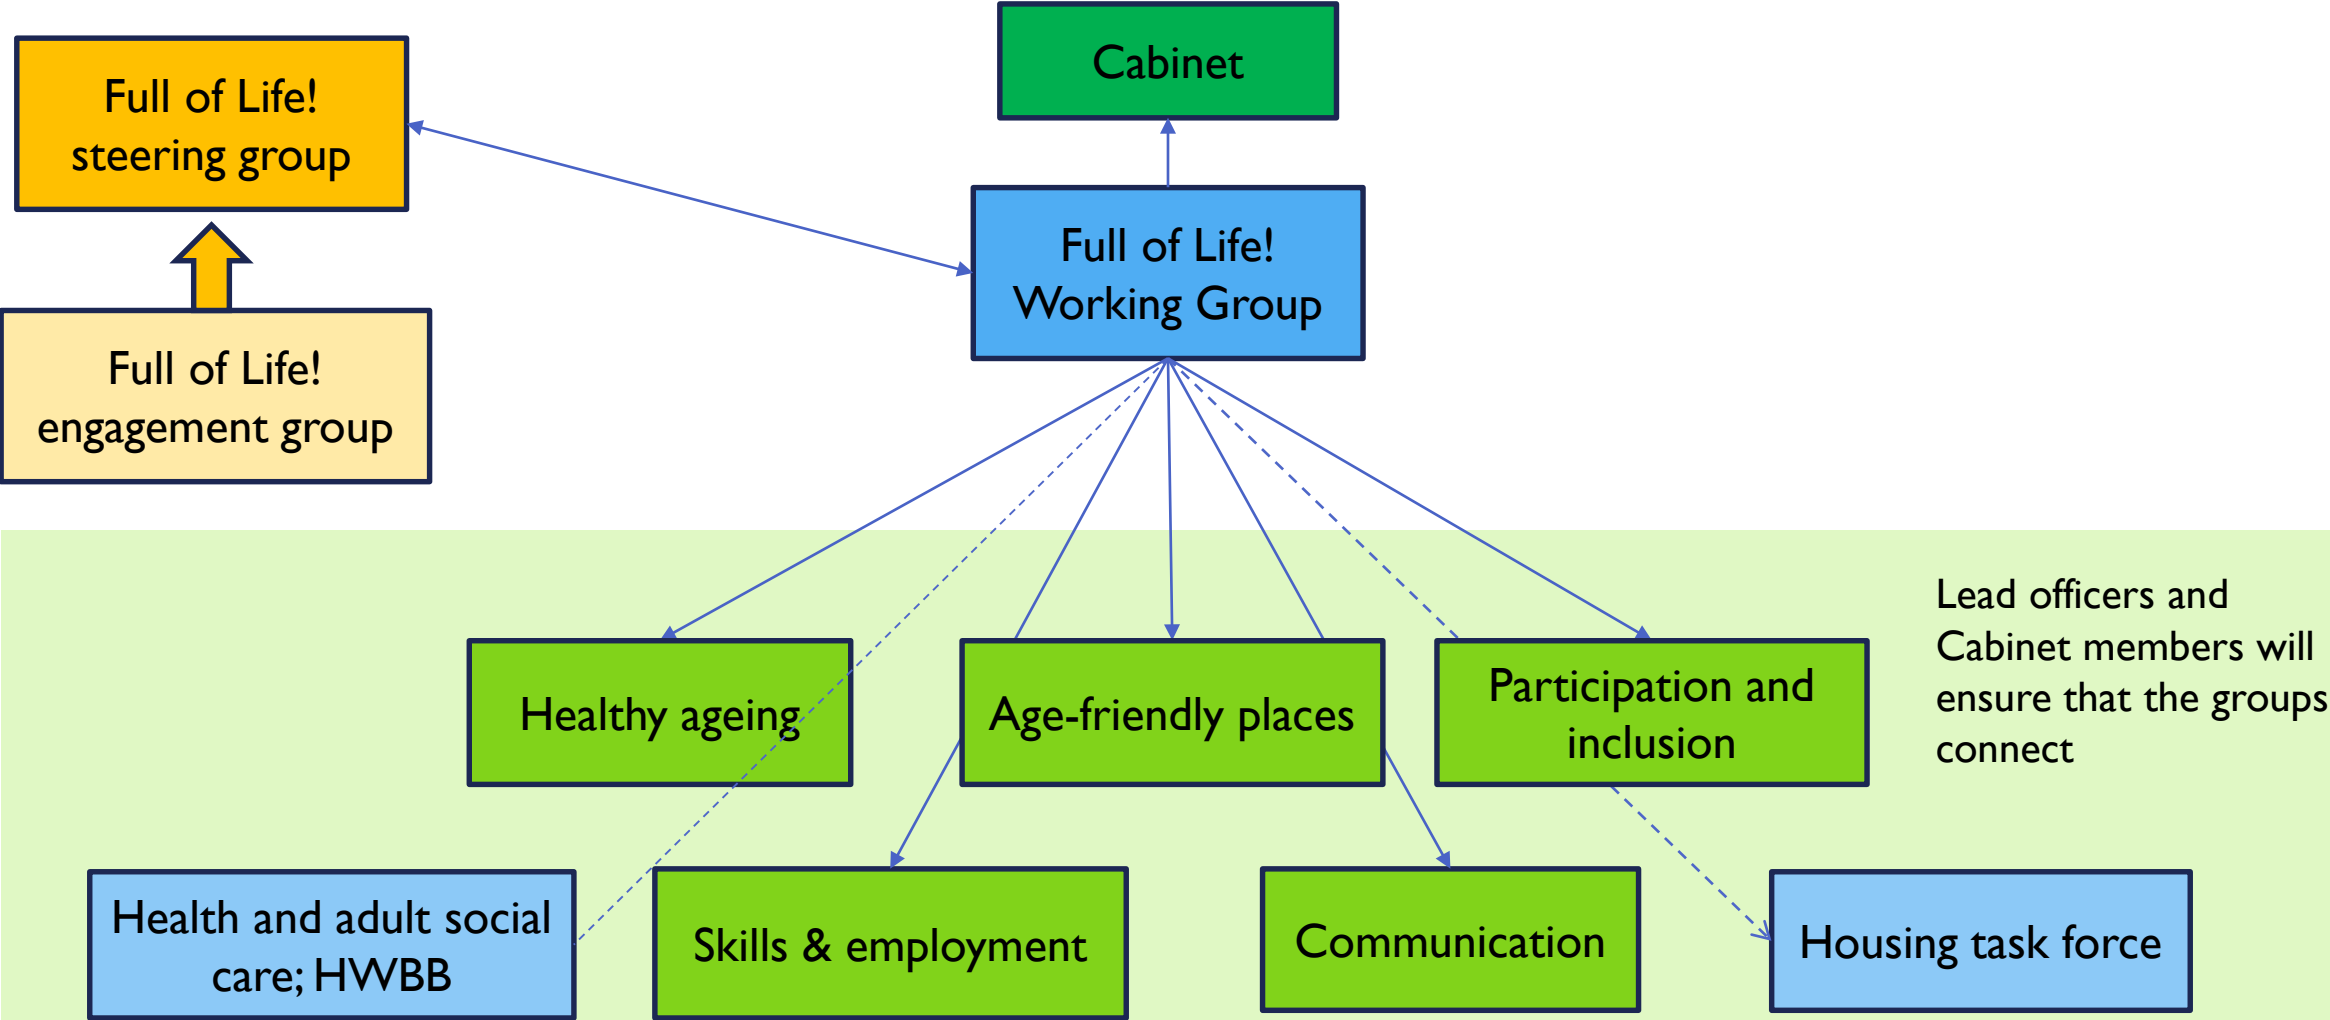 Cabinet
Full of Life!
steering group
Full of Life!
Working Group
Full of Life!
engagement group
Lead officers and
Cabinet members will
ensure that the groups
connect
Healthy ageing
Age-friendly places
Participation and
inclusion
Health and adult social
care; HWBB
Skills & employment
Communication
Housing task force